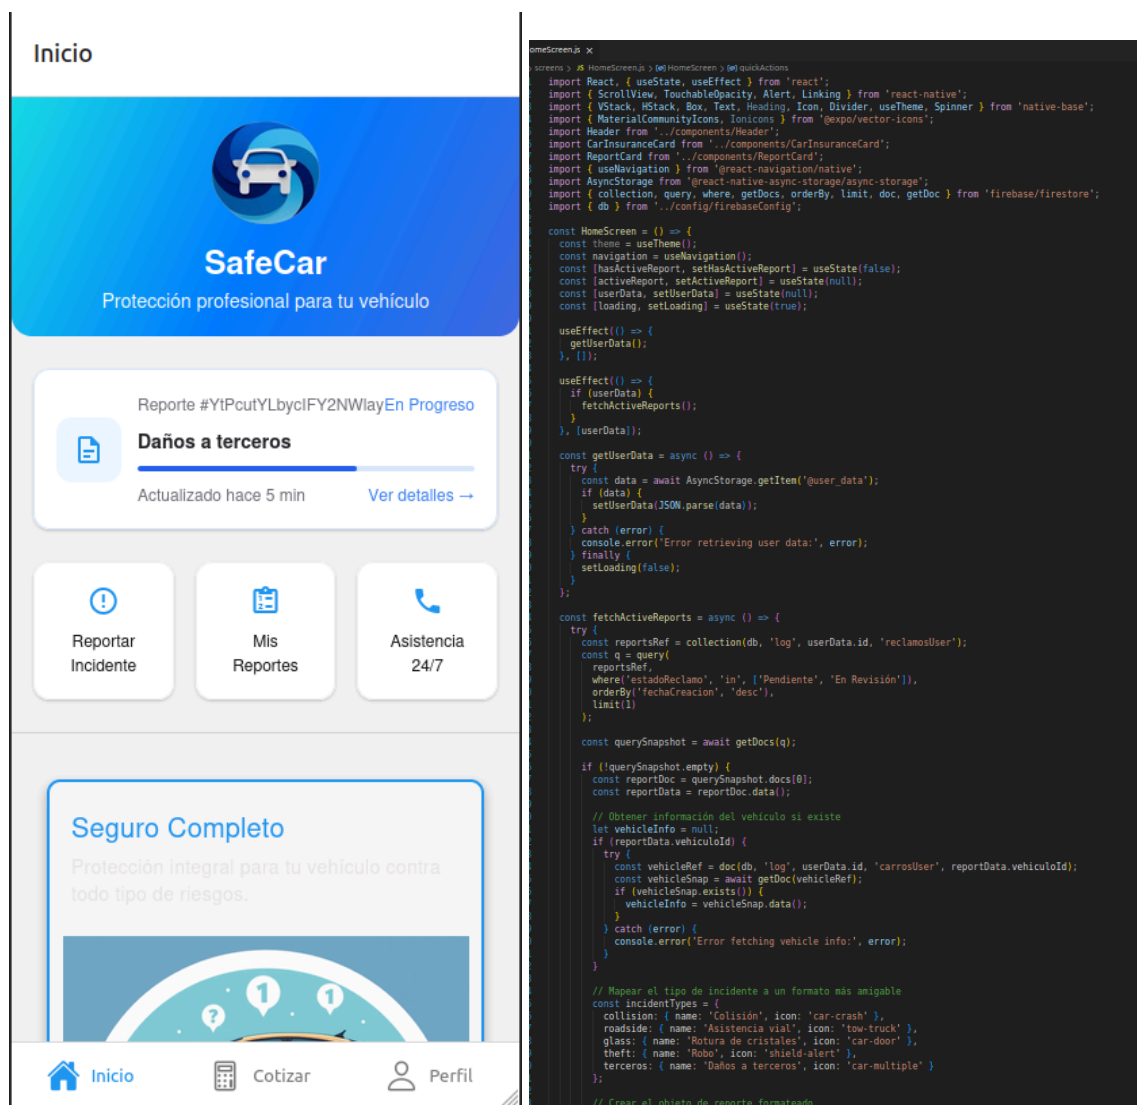 Inicio
SafeCar
Protección profesional para tu vehículo
Reporte #YtPcutYLbycIFY2NWlayEn Progreso
Daños a terceros
Actualizado hace 5 min
Ver detalles →
Reportar
Incidente
Mis
Reportes
Asistencia
24/7
Seguro Completo
Protección integral para tu vehículo contra
todo tipo de riesgos.
?
1
1
Inicio
Cotizar
Perfil
omeScreen.js ×
screens > JS HomeScreen.js > HomeScreen > quickActions
import React, { useState, useEffect } from 'react';
import { ScrollView, TouchableOpacity, Alert, Linking } from 'react-native';
import { VStack, HStack, Box, Text, Heading, Icon, Divider, useTheme, Spinner } from 'native-base';
import { MaterialCommunityIcons, Ionicons } from '@expo/vector-icons';
import Header from '../components/Header';
import CarInsuranceCard from '../components/CarInsuranceCard';
import ReportCard from '../components/ReportCard';
import { useNavigation } from '@react-navigation/native';
import AsyncStorage from '@react-native-async-storage/async-storage';
import { collection, query, where, getDocs, orderBy, limit, doc, getDoc } from 'firebase/firestore';
import { db } from '../config/firebaseConfig';
const HomeScreen = () => {
const theme = useTheme();
const navigation = useNavigation();
const [hasActiveReport, setHasActiveReport] = useState(false);
const [activeReport, setActiveReport] = useState(null);
const [userData, setUserData] = useState(null);
const [loading, setLoading] = useState(true);
useEffect(() => {
getUserData();
}, []);
useEffect(() => {
if (userData) {
fetchActiveReports();
}
}, [userData]);
const getUserData = async () => {
try {
const data = await AsyncStorage.getItem('@user_data');
if (data) {
setUserData(JSON.parse(data));
}
} catch (error) {
console.error('Error retrieving user data:', error);
} finally {
setLoading(false);
}
};
const fetchActiveReports = async () => {
try {
const reportsRef = collection(db, 'log', userData.id, 'reclamosUser');
const q = query(
reportsRef,
where('estadoReclamo', 'in', ['Pendiente', 'En Revisión']),
orderBy('fechaCreacion', 'desc'),
limit(1)
);
const querySnapshot = await getDocs(q);
if (!querySnapshot.empty) {
const reportDoc = querySnapshot.docs[0];
const reportData = reportDoc.data();
// Obtener información del vehículo si existe
let vehicleInfo = null;
if (reportData.vehiculoId) {
try {
const vehicleRef = doc(db, 'log', userData.id, 'carrosUser', reportData.vehiculoId);
const vehicleSnap = await getDoc(vehicleRef);
if (vehicleSnap.exists()) {
vehicleInfo = vehicleSnap.data();
}
} catch (error) {
console.error('Error fetching vehicle info:', error);
}
}
// Mapear el tipo de incidente a un formato más amigable
const incidentTypes = {
collision: { name: 'Colisión', icon: 'car-crash' },
roadside: { name: 'Asistencia vial', icon: 'tow-truck' },
glass: { name: 'Rotura de cristales', icon: 'car-door' },
theft: { name: 'Robo', icon: 'shield-alert' },
terceros: { name: 'Daños a terceros', icon: 'car-multiple' }
};
// Crear el objeto de reporte formateado